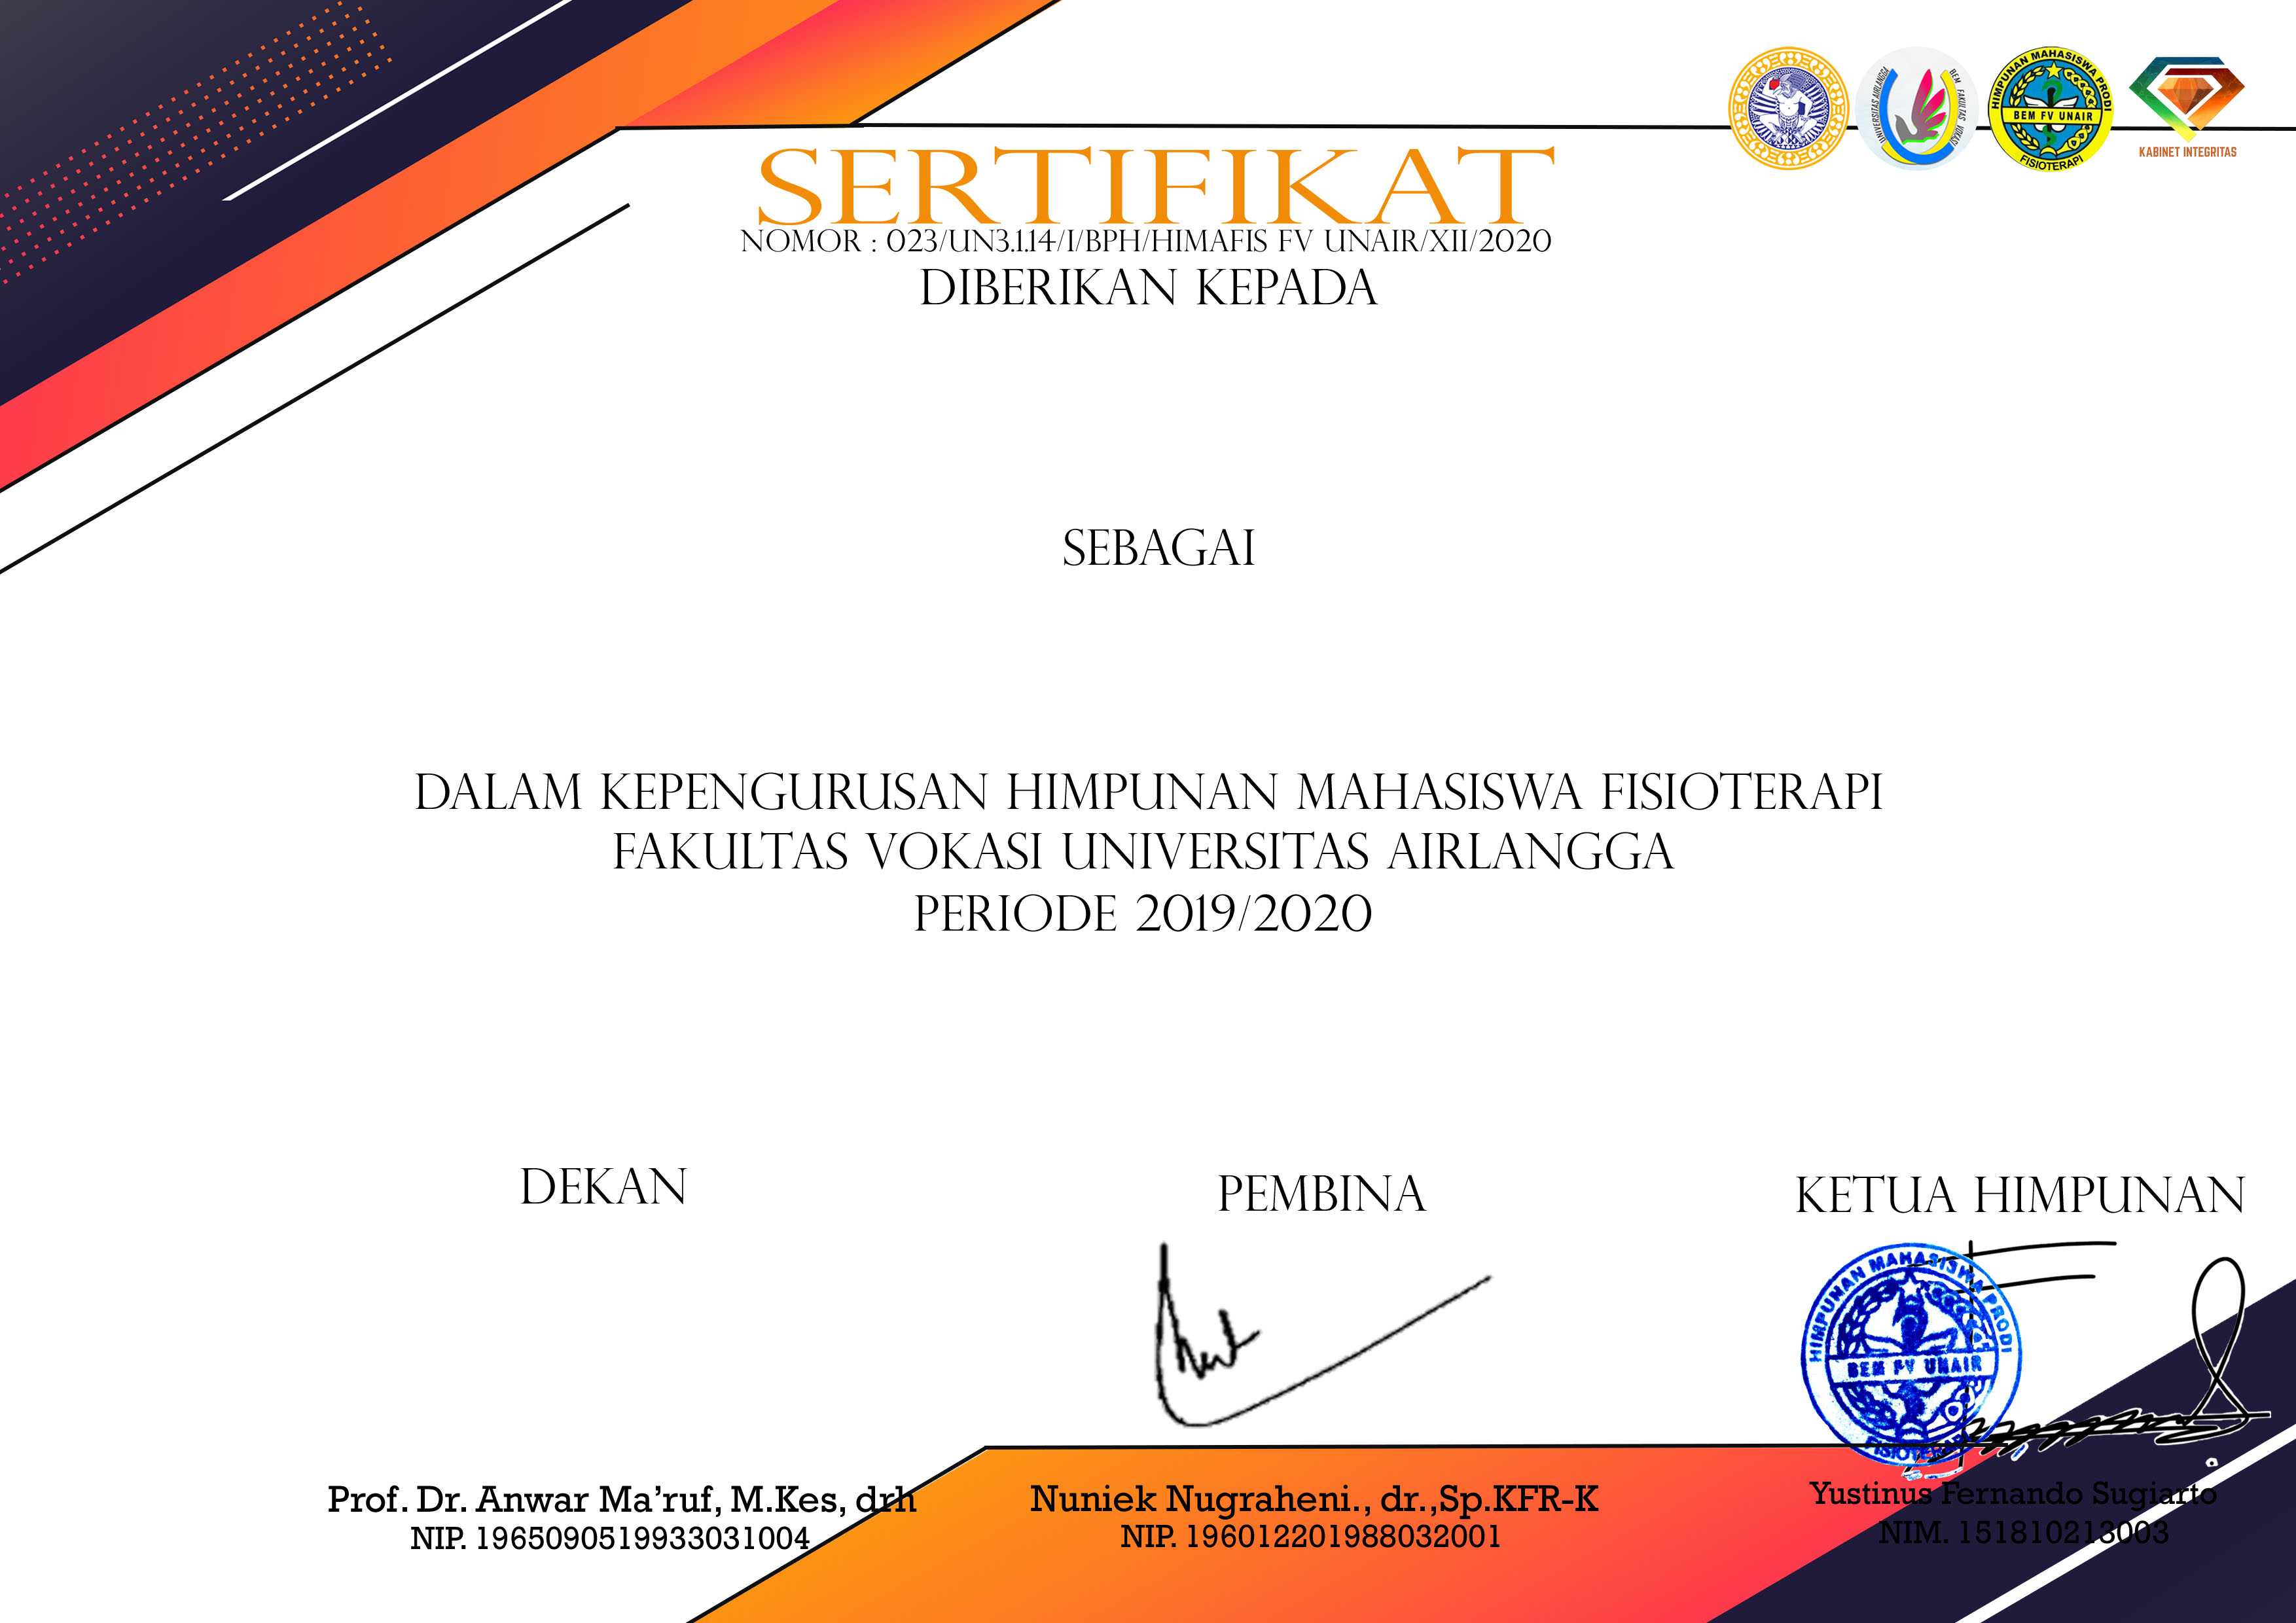 UNIVERSITAS AIRLANGGA
BEM FAKULTAS VOKASI
HIMPUNAN MAHASISWA PRODI
BEM FV UNAIR
FISIOTERAPI
KABINET INTEGRITAS
SERTIFIKAT
NOMOR : 023/UN3.1.14/I/BPH/HIMAFIS FV UNAIR/XII/2020
DIBERIKAN KEPADA
SEBAGAI
DALAM KEPENGURUSAN HIMPUNAN MAHASISWA FISIOTERAPI
FAKULTAS VOKASI UNIVERSITAS AIRLANGGA
PERIODE 2019/2020
DEKAN
PEMBINA
KETUA HIMPUNAN
HIMPUNAN MAHASISWA PRODI
BEM FV UNAIR
FISIOTERAPI
Prof. Dr. Anwar Ma’ruf, M.Kes, drh
NIP. 1965090519933031004
Nuniek Nugraheni., dr.,Sp.KFR-K
NIP. 196012201988032001
Yustinus Fernando Sugiarto
NIM. 151810213003